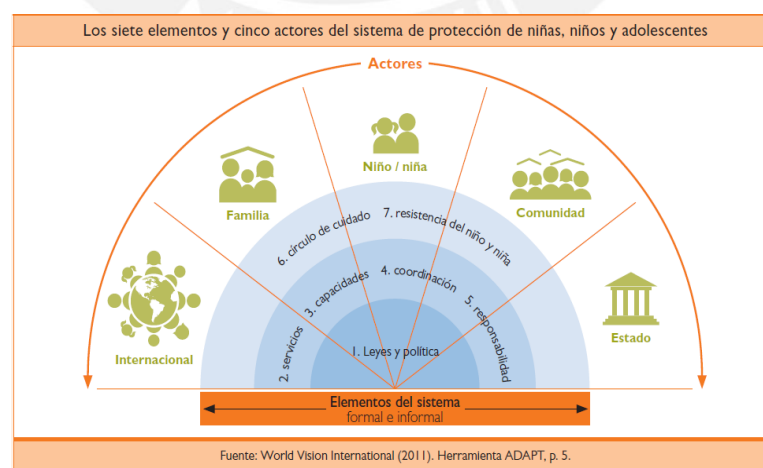 Los siete elementos y cinco actores del sistema de protección de niñas, niños y adolescentes
Actores
Niño / niña
Familia
Comunidad
Internacional
Estado
6. círculo de cuidado
7. resistencia del niño y niña
2. servicios
3. capacidades
4. coordinación
5. responsabilidad
1. Leyes y política
Elementos del sistema
formal e informal
Fuente: World Vision International (2011). Herramienta ADAPT, p. 5.